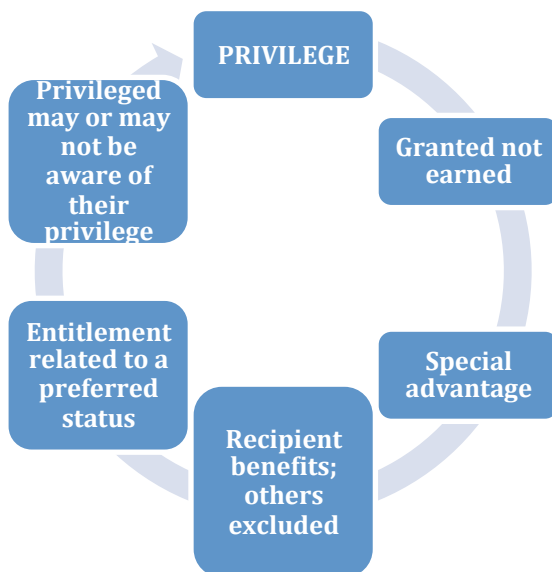 PRIVILEGE
Granted not
earned
Special
advantage
Recipient
benefits;
others
excluded
Entitlement
related to a
preferred
status
Privileged
may or may
not be
aware of
their
privilege